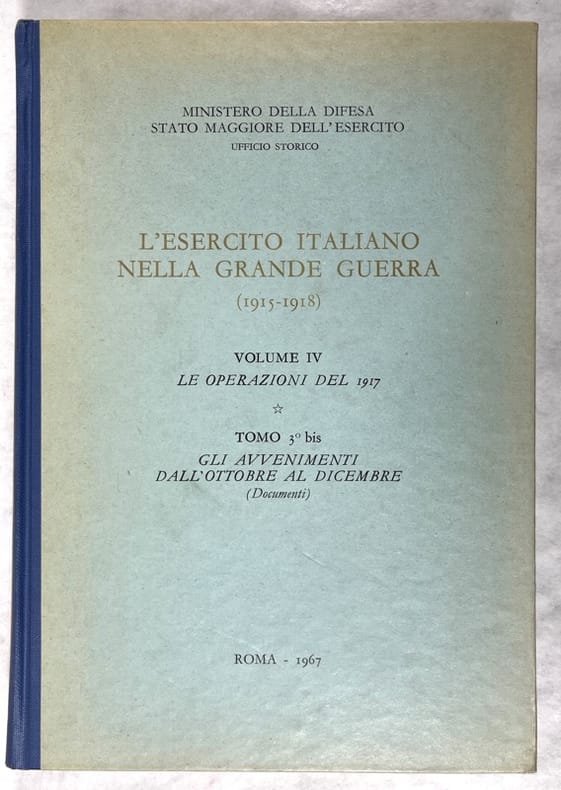 MINISTERO DELLA DIFESA
STATO MAGGIORE DELL'ESERCITO
UFFICIO STORICO
L'ESERCITO ITALIANO
NELLA GRANDE GUERRA
(1915-1918)
VOLUME IV
LE OPERAZIONI DEL 1917
☆
TOMO 3º bis
GLI AVVENIMENTI
DALL'OTTOBRE AL DICEMBRE
(Documenti)
ROMA - 1967